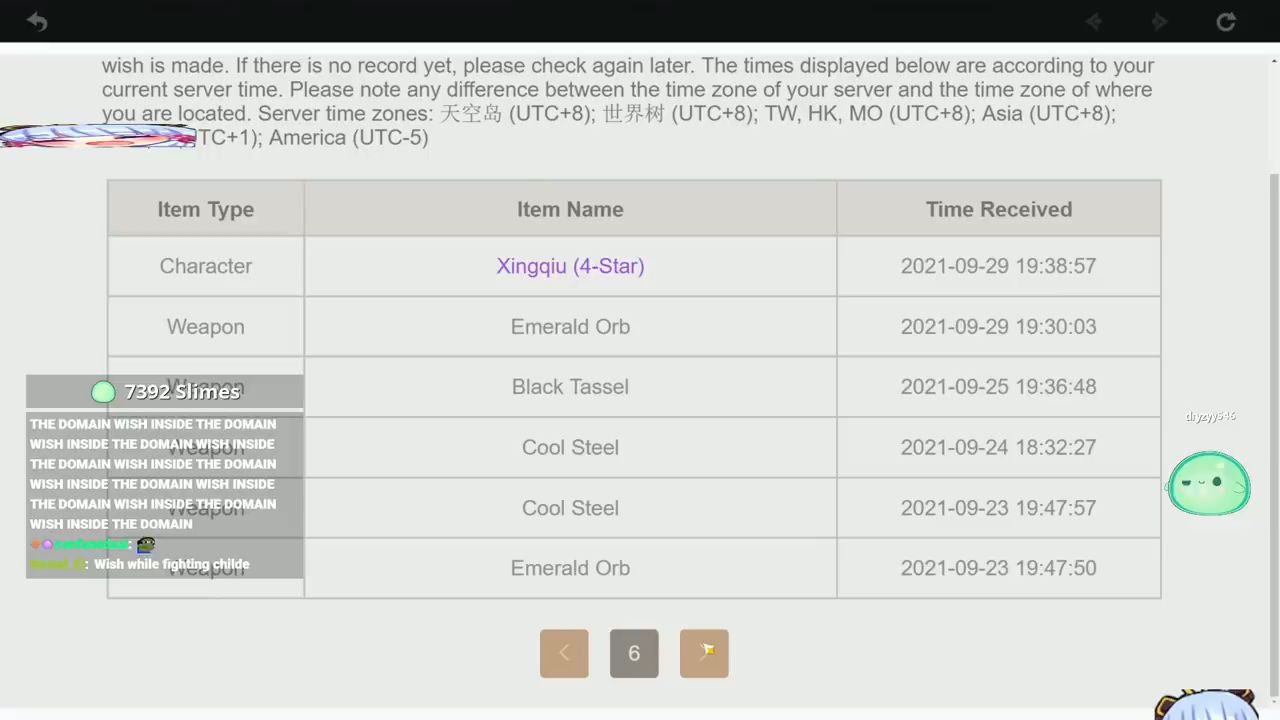 wish is made. If there is no record yet, please check again later. The times displayed below are according to your
current server time. Please note any difference between the time zone of your server and the time zone of where
you are located. Server time zones: 天空岛 (UTC+8); 世界树 (UTC+8); TW, HK, MO (UTC+8); Asia (UTC+8);
UTC+1); America (UTC-5)
Item Type Item Name Time Received
Character Xingqiu (4-Star) 2021-09-29 19:38:57
Weapon Emerald Orb 2021-09-29 19:30:03
Weapon Black Tassel 2021-09-25 19:36:48
Weapon Cool Steel 2021-09-24 18:32:27
Weapon Cool Steel 2021-09-23 19:47:57
Weapon Emerald Orb 2021-09-23 19:47:50
7392 Slimes
THE DOMAIN WISH INSIDE THE DOMAIN
WISH INSIDE THE DOMAIN WISH INSIDE
THE DOMAIN WISH INSIDE THE DOMAIN
WISH INSIDE THE DOMAIN WISH INSIDE
THE DOMAIN WISH INSIDE THE DOMAIN
WISH INSIDE THE DOMAIN
: Wish while fighting childe
dryzyy546
< 6 >